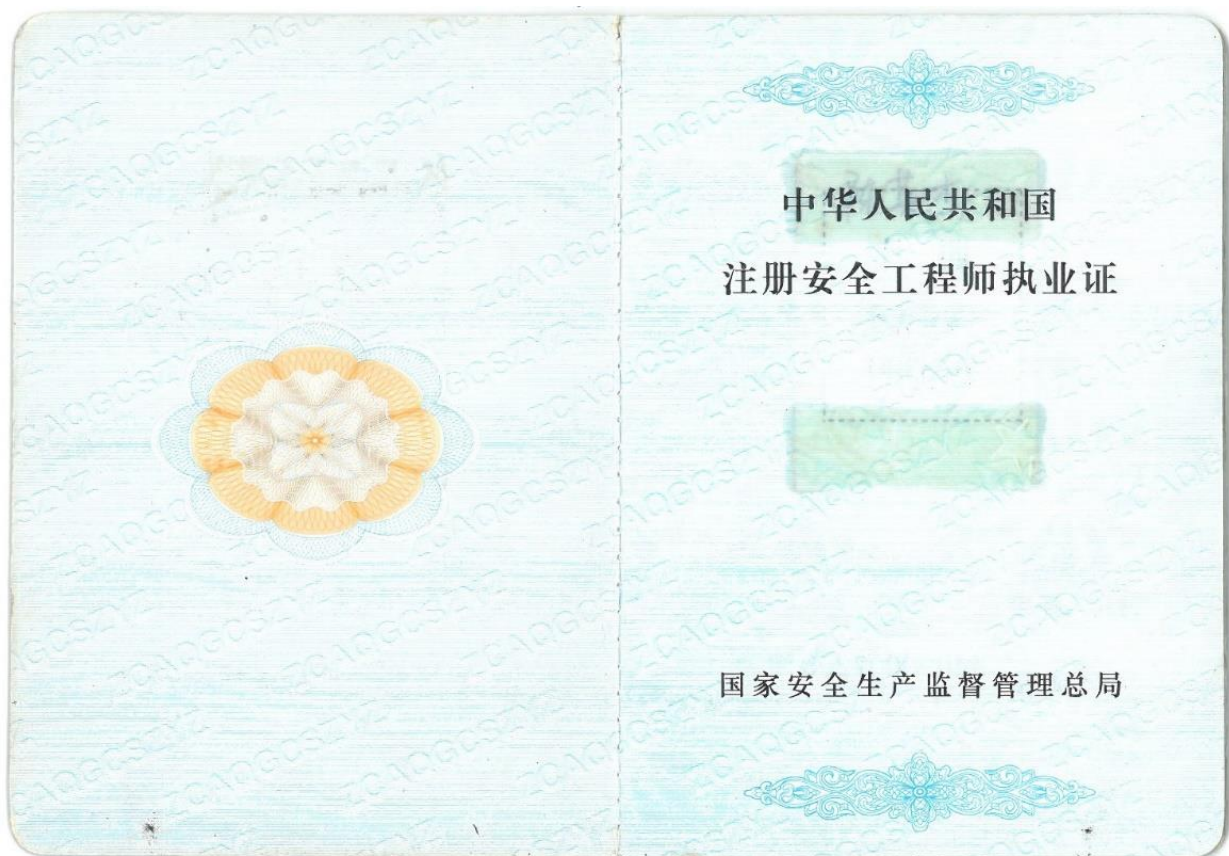 中华人民共和国
注册安全工程师执业证
国家安全生产监督管理总局